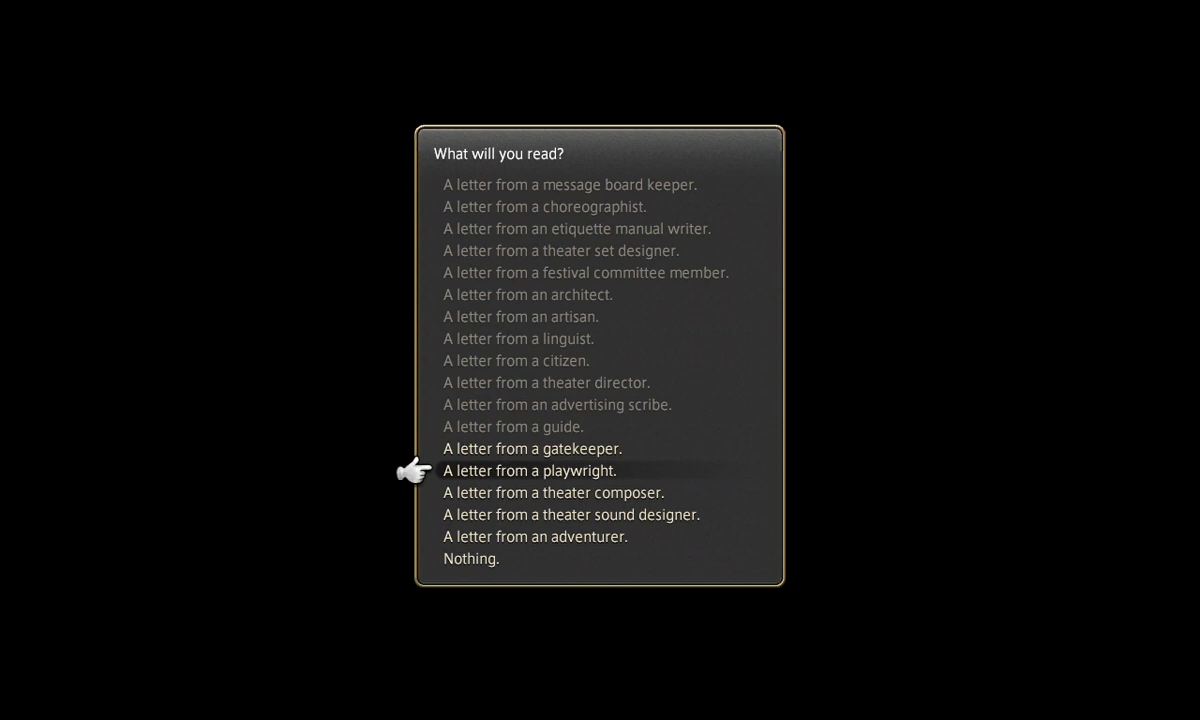 What will you read?
A letter from a message board keeper.
A letter from a choreographist.
A letter from an etiquette manual writer.
A letter from a theater set designer.
A letter from a festival committee member.
A letter from an architect.
A letter from an artisan.
A letter from a linguist.
A letter from a citizen.
A letter from a theater director.
A letter from an advertising scribe.
A letter from a guide.
A letter from a gatekeeper.
A letter from a playwright.
A letter from a theater composer.
A letter from a theater sound designer.
A letter from an adventurer.
Nothing.